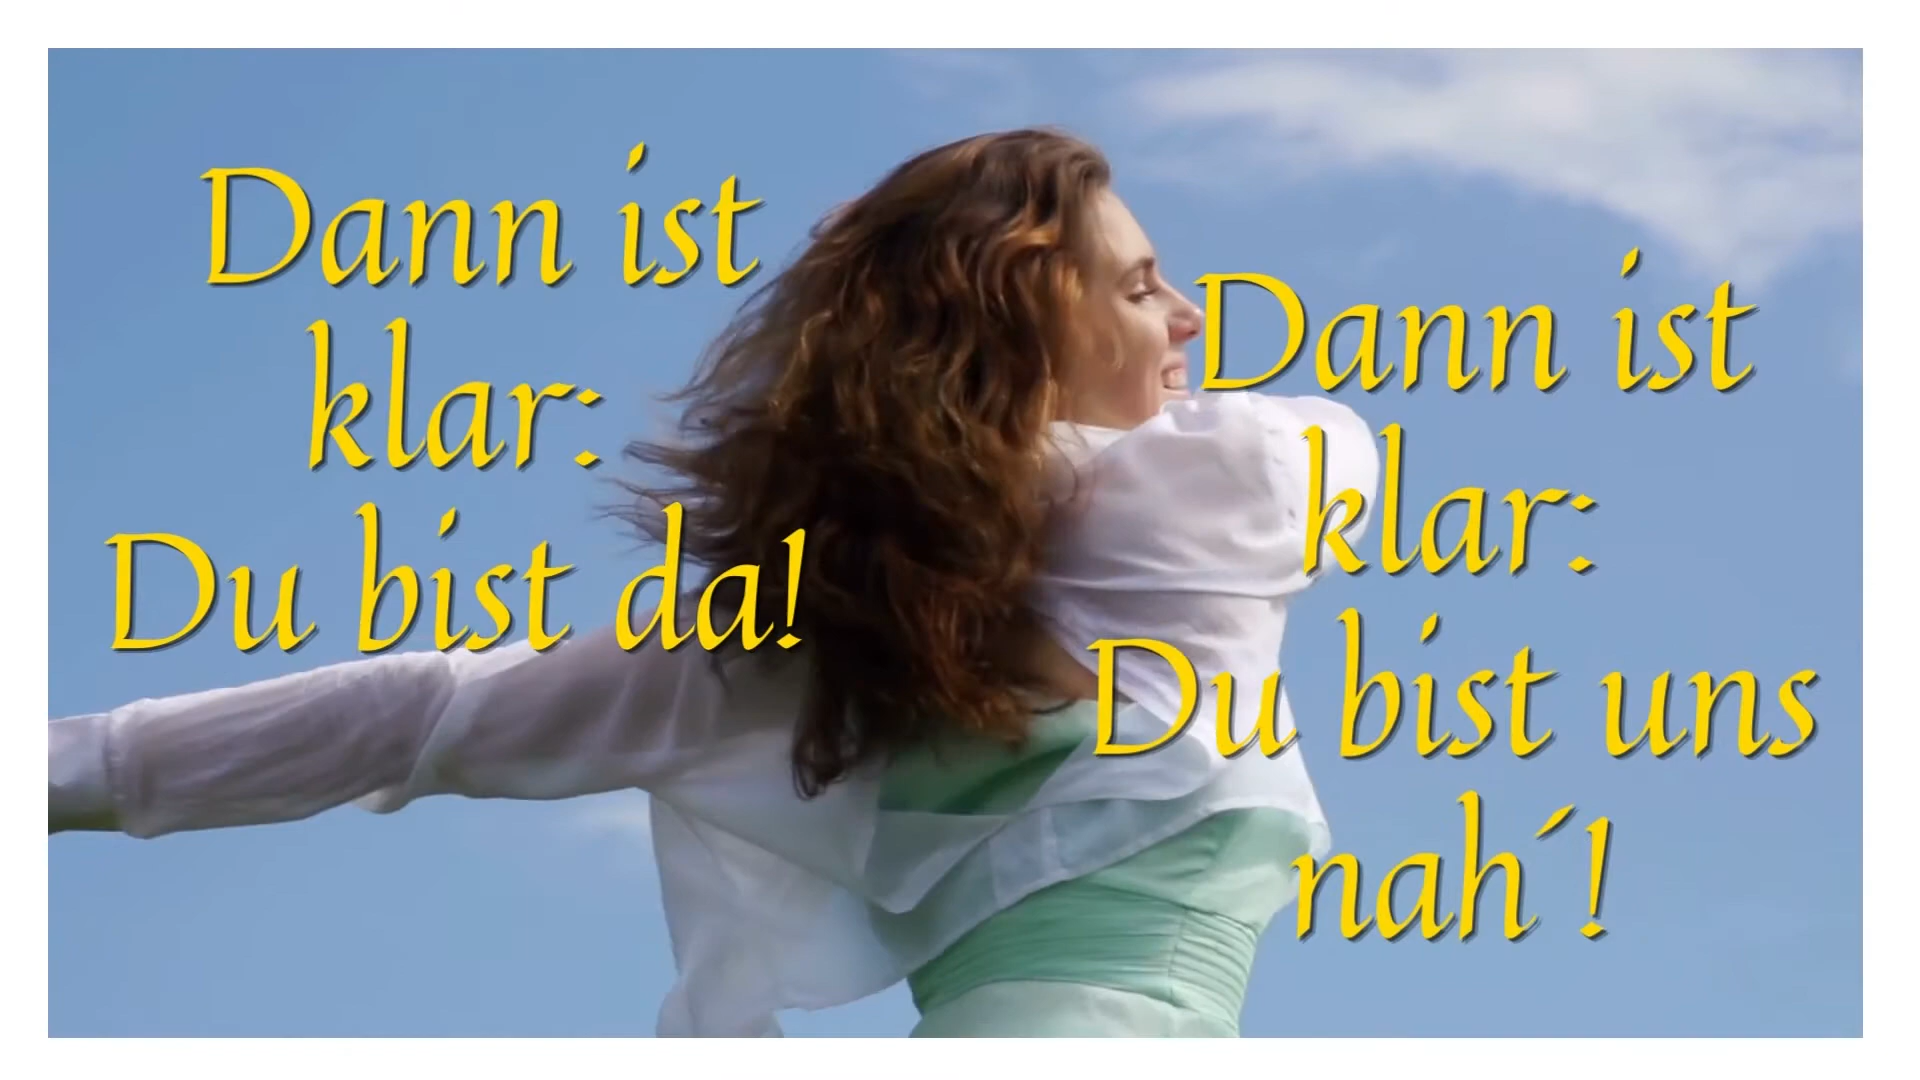 Dann ist
klar:
Du bist da!
Dann ist
klar:
Du bist uns
nah´!